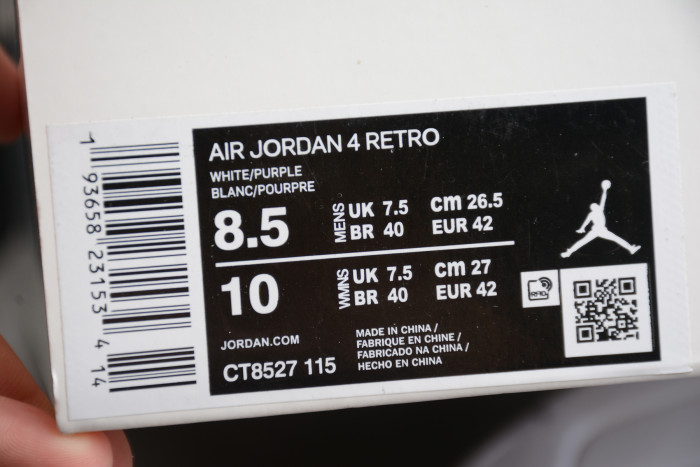 AIR JORDAN 4 RETRO
WHITE/PURPLE
BLANC/POURPRE
8.5 MENS UK 7.5 cm 26.5
BR 40 EUR 42
10 WMNS UK 7.5 cm 27
BR 40 EUR 42
JORDAN.COM
CT8527 115
MADE IN CHINA /
FABRIQUE EN CHINE /
FABRICADO NA CHINA /
HECHO EN CHINA
1 93658 23153 4 14